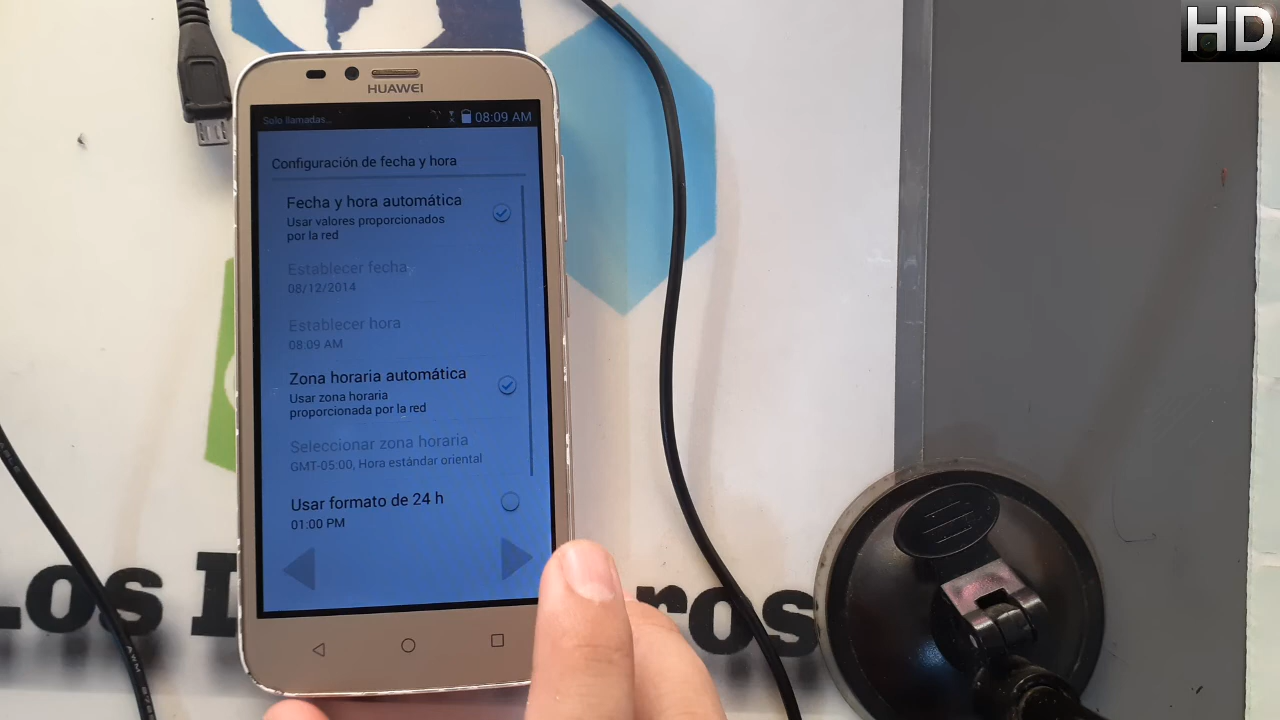 HD
HUAWEI
Solo llamadas...
08:09 AM
Configuración de fecha y hora
Fecha y hora automática
Usar valores proporcionados
por la red
Establecer fecha
08/12/2014
Establecer hora
08:09 AM
Zona horaria automática
Usar zona horaria
proporcionada por la red
Seleccionar zona horaria
GMT-05:00, Hora estándar oriental
Usar formato de 24 h
01:00 PM
Los
ros
AWM